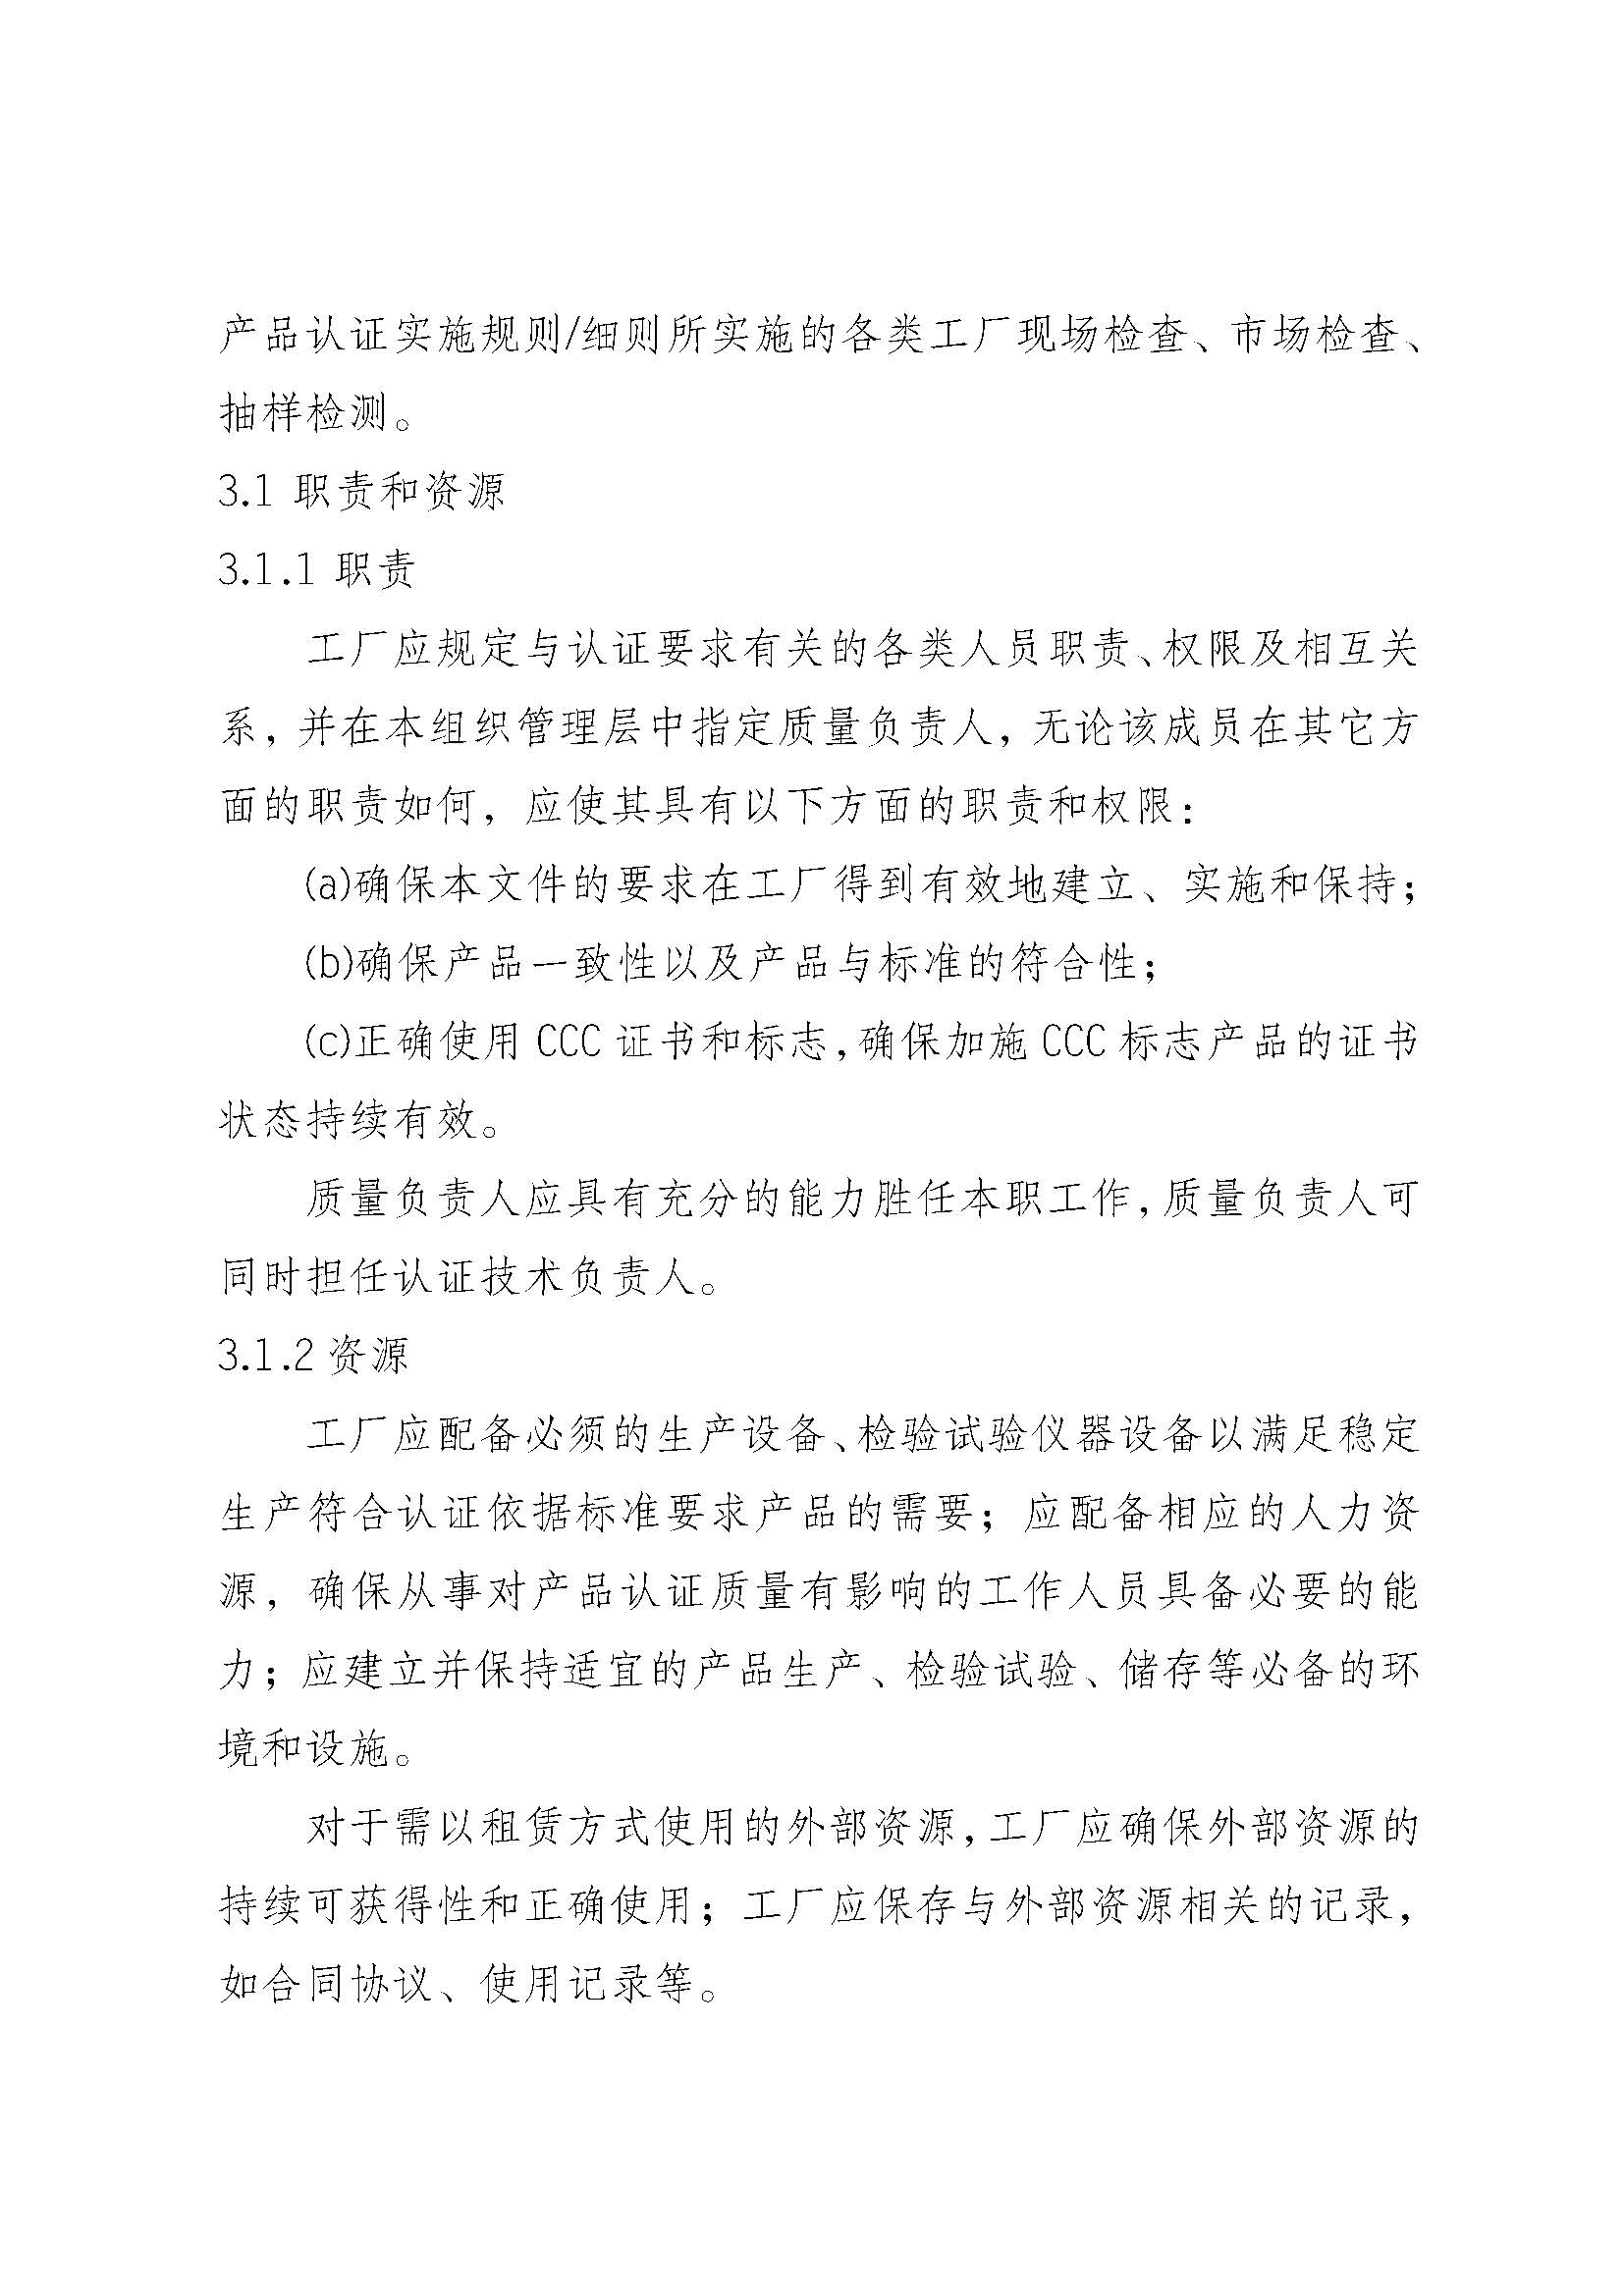 产品认证实施规则/细则所实施的各类工厂现场检查、市场检查、
抽样检测。
3.1 职责和资源
3.1.1 职责
工厂应规定与认证要求有关的各类人员职责、权限及相互关
系，并在本组织管理层中指定质量负责人，无论该成员在其它方
面的职责如何，应使其具有以下方面的职责和权限：
(a)确保本文件的要求在工厂得到有效地建立、实施和保持；
(b)确保产品一致性以及产品与标准的符合性；
(c)正确使用 CCC 证书和标志，确保加施 CCC 标志产品的证书
状态持续有效。
质量负责人应具有充分的能力胜任本职工作，质量负责人可
同时担任认证技术负责人。
3.1.2 资源
工厂应配备必须的生产设备、检验试验仪器设备以满足稳定
生产符合认证依据标准要求产品的需要；应配备相应的人力资
源，确保从事对产品认证质量有影响的工作人员具备必要的能
力；应建立并保持适宜的产品生产、检验试验、储存等必备的环
境和设施。
对于需以租赁方式使用的外部资源，工厂应确保外部资源的
持续可获得性和正确使用；工厂应保存与外部资源相关的记录，
如合同协议、使用记录等。